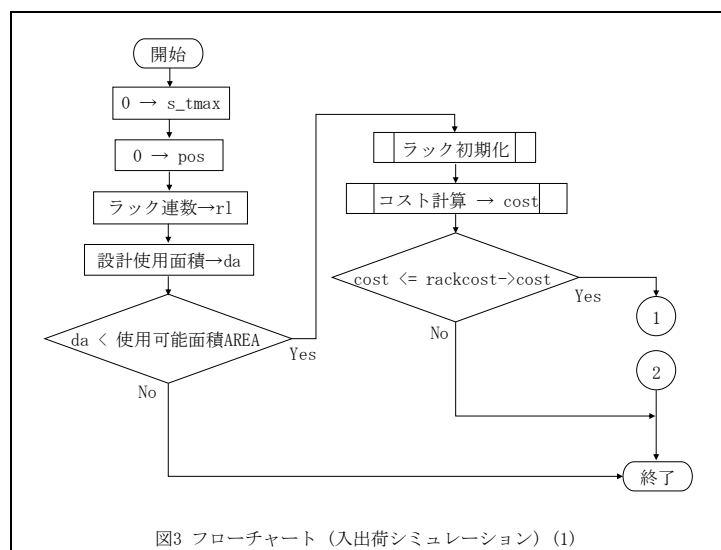 開始
0 → s_tmax
0 → pos
ラック連数→rl
設計使用面積→da
da < 使用可能面積AREA
Yes
No
ラック初期化
コスト計算 → cost
cost <= rackcost->cost
Yes
No
1
2
終了
図3 フローチャート (入出荷シミュレーション) (1)